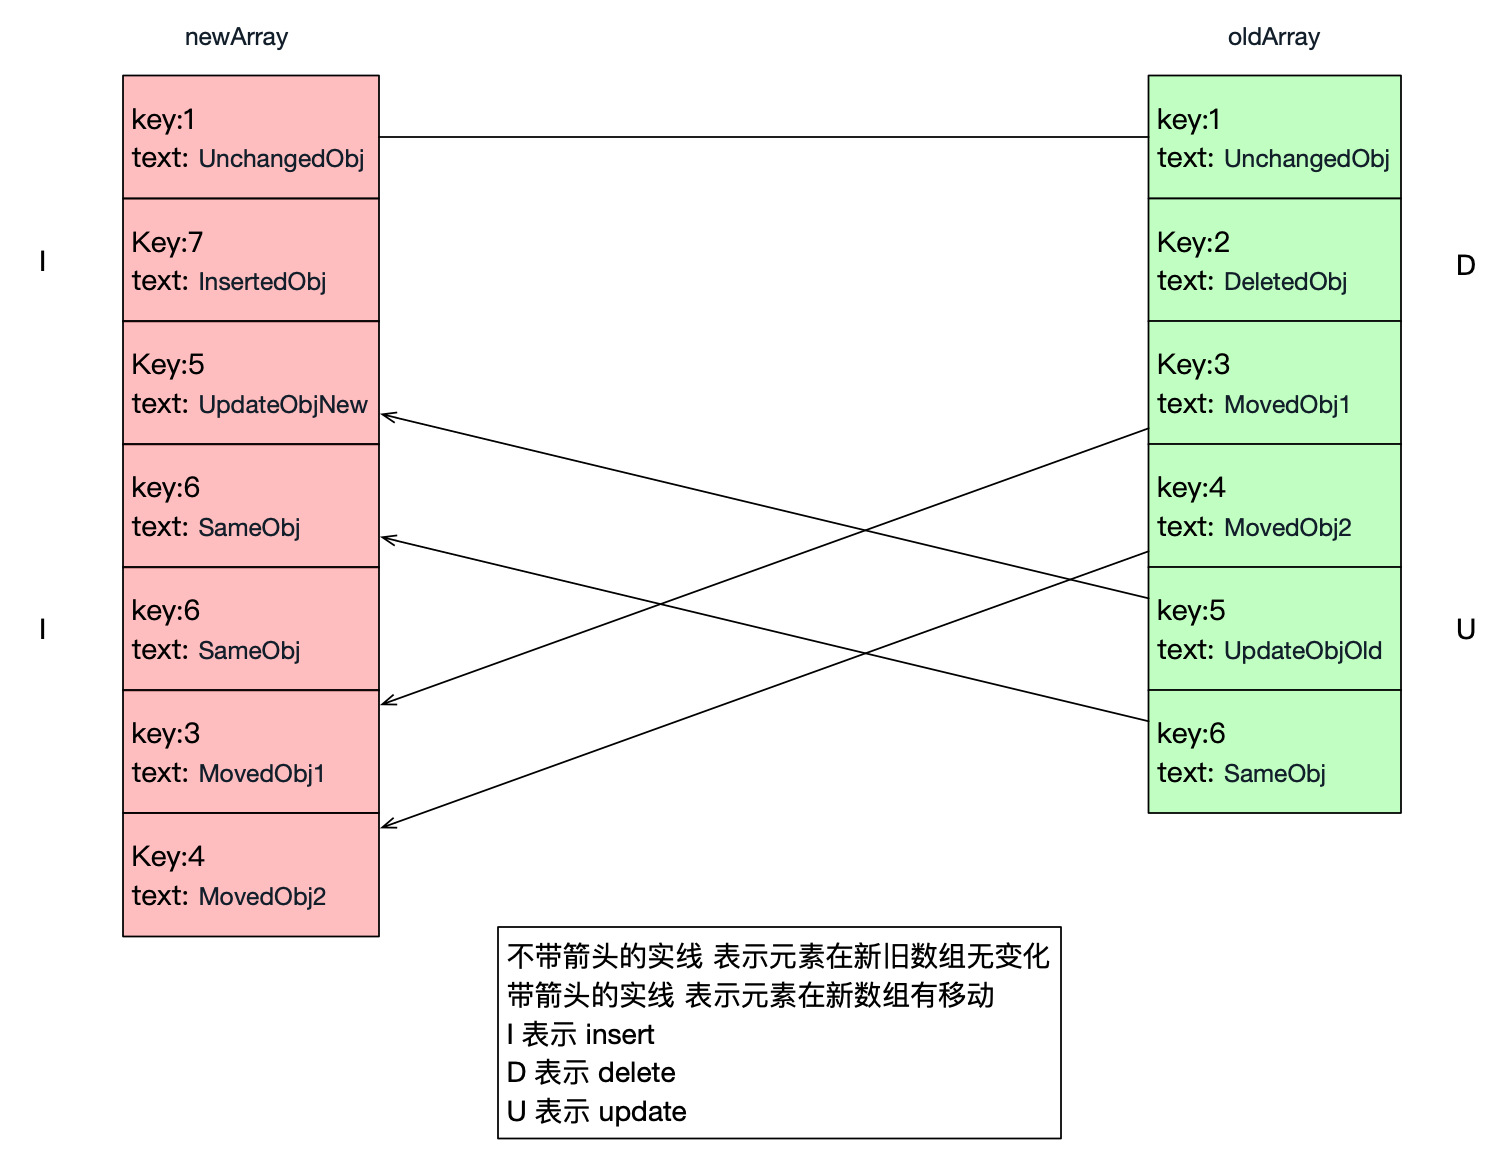 newArray
oldArray
key:1
text: UnchangedObj
I
Key:7
text: InsertedObj
Key:5
text: UpdateObjNew
key:6
text: SameObj
I
key:6
text: SameObj
key:3
text: MovedObj1
Key:4
text: MovedObj2
key:1
text: UnchangedObj
Key:2
text: DeletedObj
D
Key:3
text: MovedObj1
key:4
text: MovedObj2
key:5
text: UpdateObjOld
U
key:6
text: SameObj
不带箭头的实线 表示元素在新旧数组无变化
带箭头的实线 表示元素在新数组有移动
I 表示 insert
D 表示 delete
U 表示 update